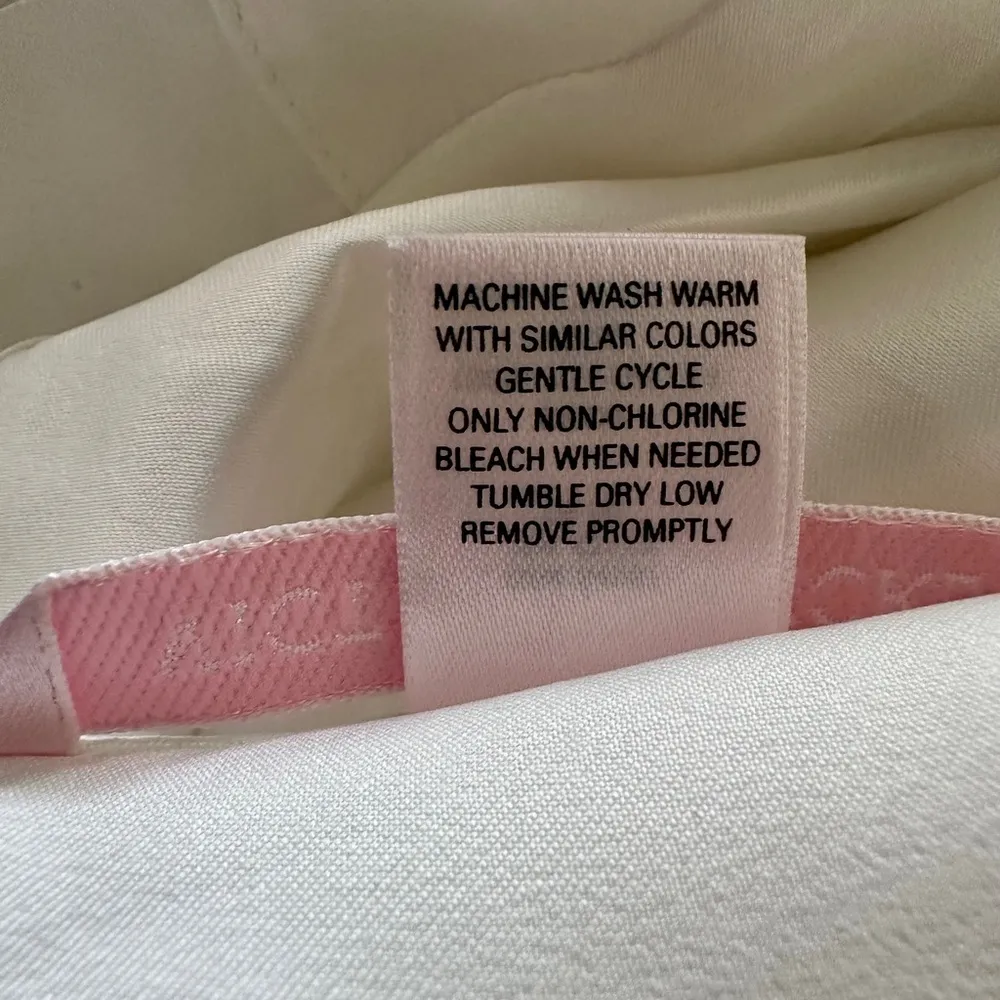 MACHINE WASH WARM
WITH SIMILAR COLORS
GENTLE CYCLE
ONLY NON-CHLORINE
BLEACH WHEN NEEDED
TUMBLE DRY LOW
REMOVE PROMPTLY